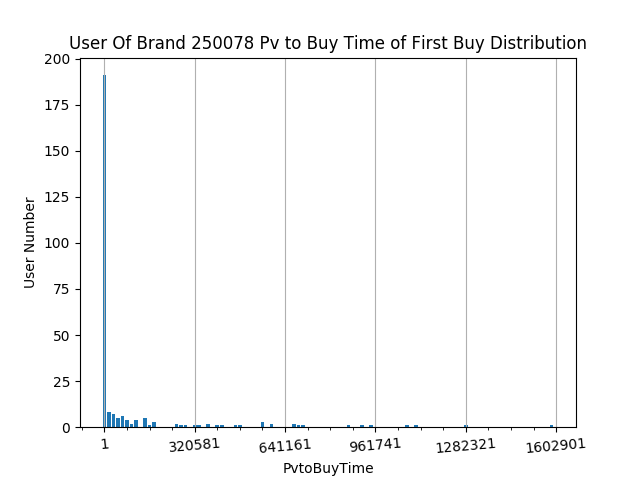 User Of Brand 250078 Pv to Buy Time of First Buy Distribution
200
175
150
125
100
75
50
25
0
User Number
1 320581 641161 961741 1282321 1602901
PvtoBuyTime